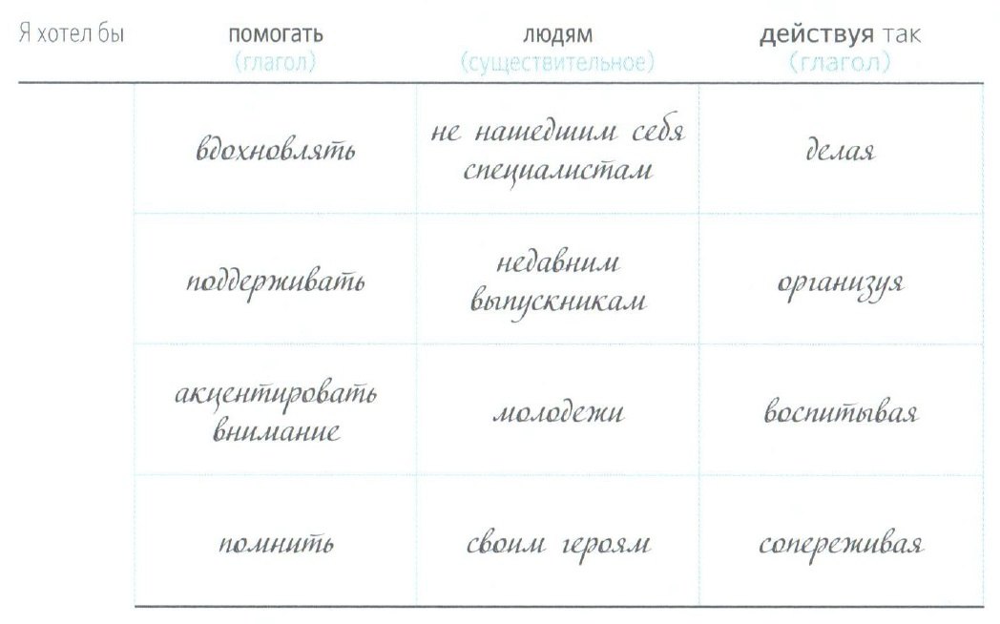 Я хотел бы помогать людям действуя так
(глагол) (существительное) (глагол)
вдохновлять не нашедшим себя специалистам делая
поддерживать недавним выпускникам организуя
акцентировать внимание молодежи воспитывая
помнить своим героям сопереживая